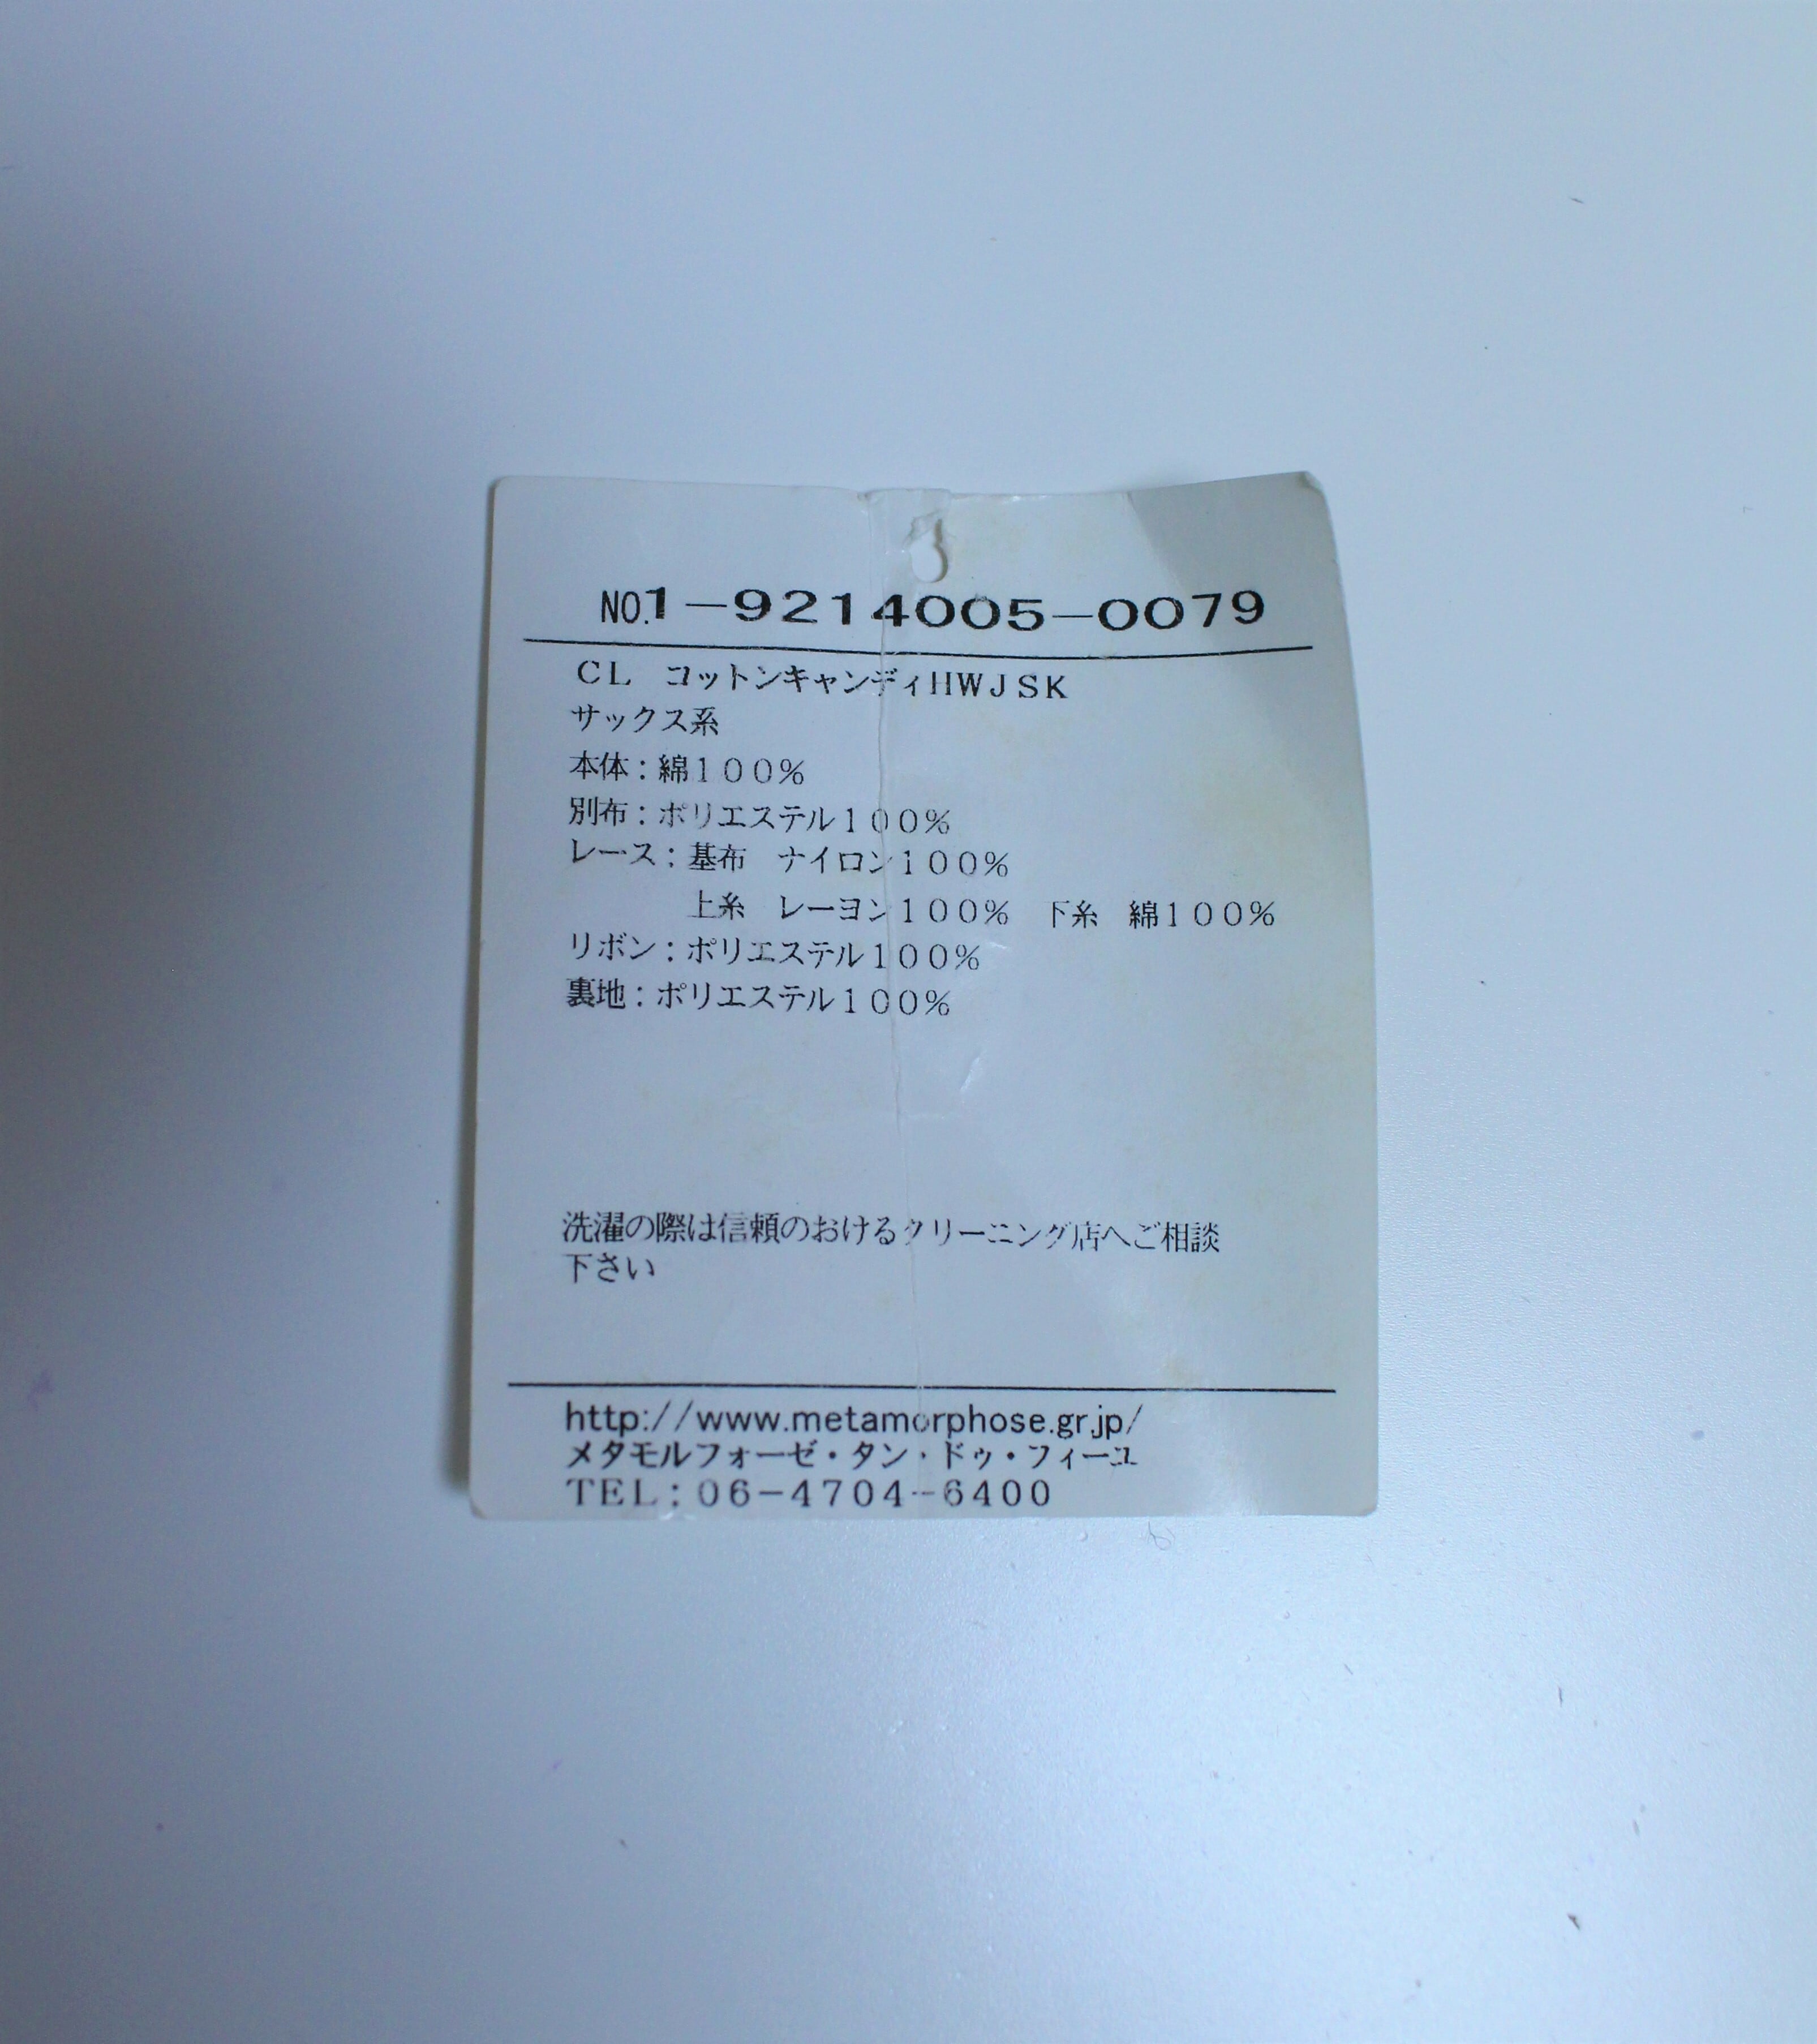 NO.1-9214005-0079
CL コットンキャンディHWJSK
サックス系
本体：綿100%
別布：ポリエステル100%
レース：基布 ナイロン100%
上糸 レーヨン100% 下糸 綿100%
リボン：ポリエステル100%
裏地：ポリエステル100%
洗濯の際は信頼のおけるクリーニング店へご相談
下さい
http://www.metamorphose.gr.jp/
メタモルフォーゼ・タン・ドゥ・フィーユ
TEL：06-4704-6400